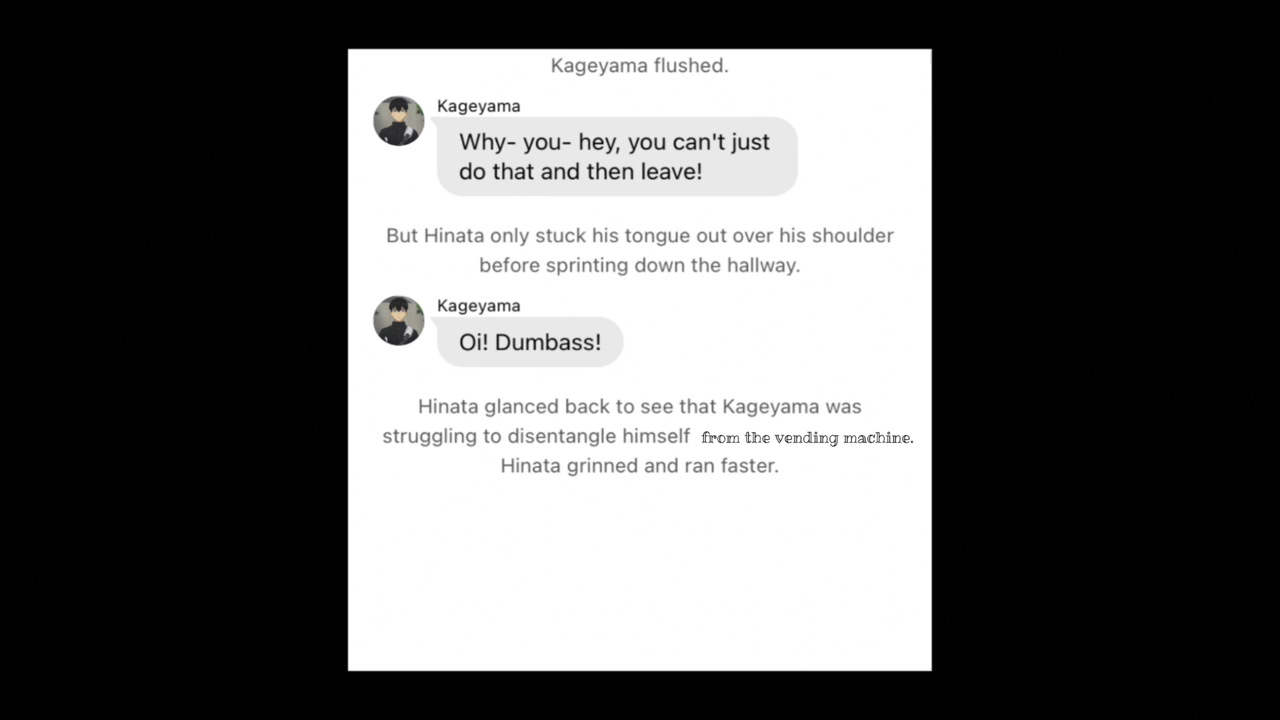 Kageyama flushed.
Kageyama
Why- you- hey, you can't just
do that and then leave!
But Hinata only stuck his tongue out over his shoulder
before sprinting down the hallway.
Kageyama
Oi! Dumbass!
Hinata glanced back to see that Kageyama was
struggling to disentangle himself from the vending machine.
Hinata grinned and ran faster.